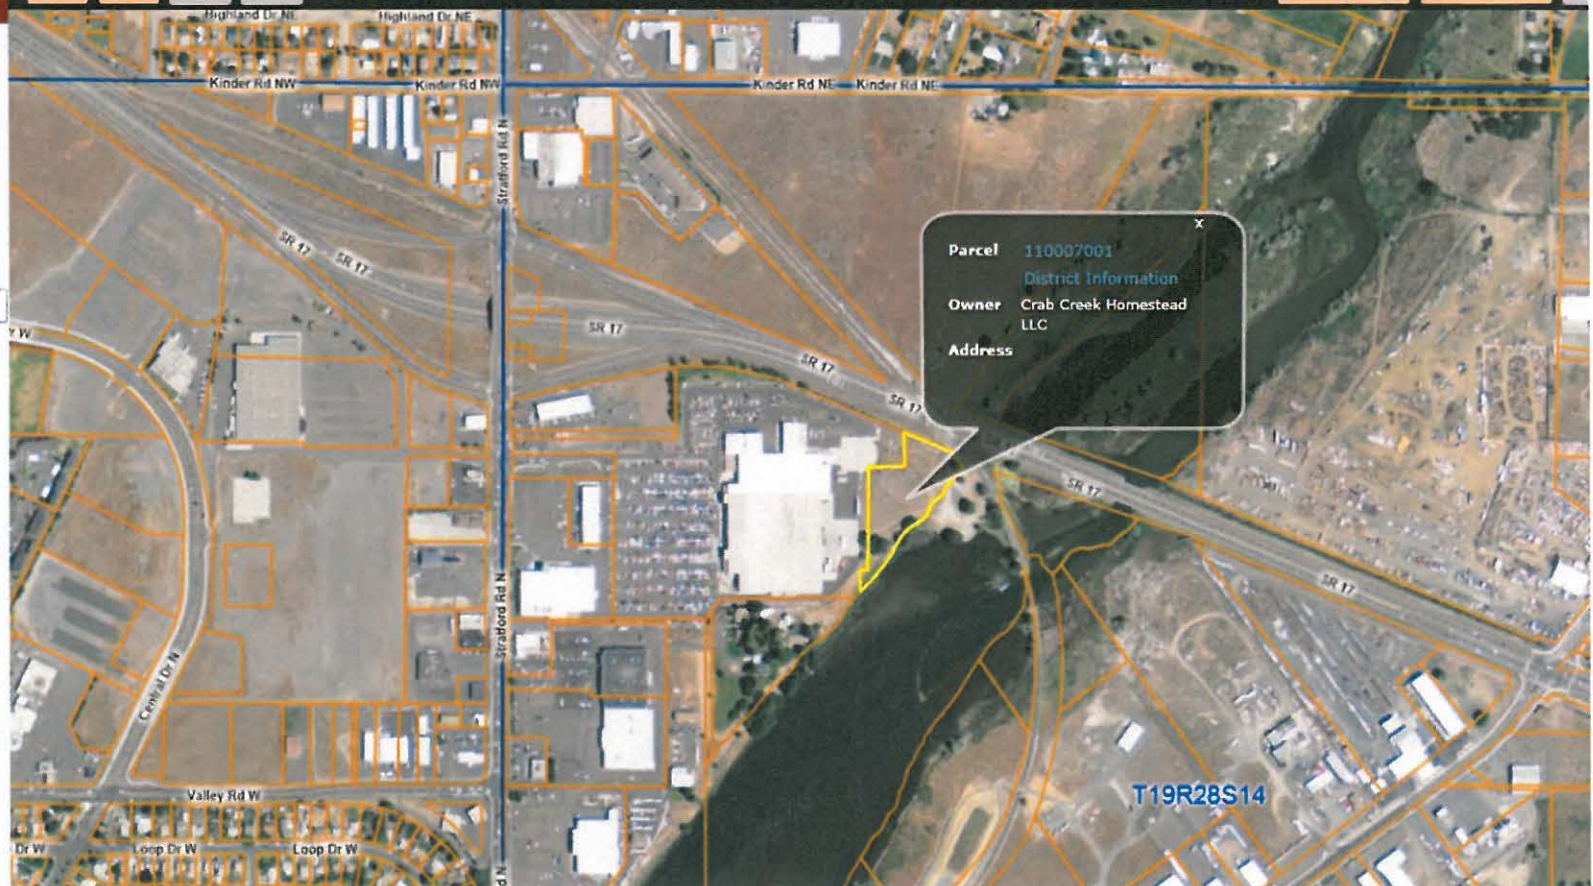 Highland Dr NE
Highland Dr NE
Kinder Rd NW
Kinder Rd NW
Kinder Rd NE
Kinder Rd NE
Stratford Rd N
x
Parcel 110007001
District Information
Owner Crab Creek Homestead
LLC
Address
SR 17
SR 17
SR 17
SR 17
SR 17
SR 17
SR 17
Stratford Rd N
Central Dr N
T19R28S14
Valley Rd W
Dr W
Loop Dr W
Loop Dr W